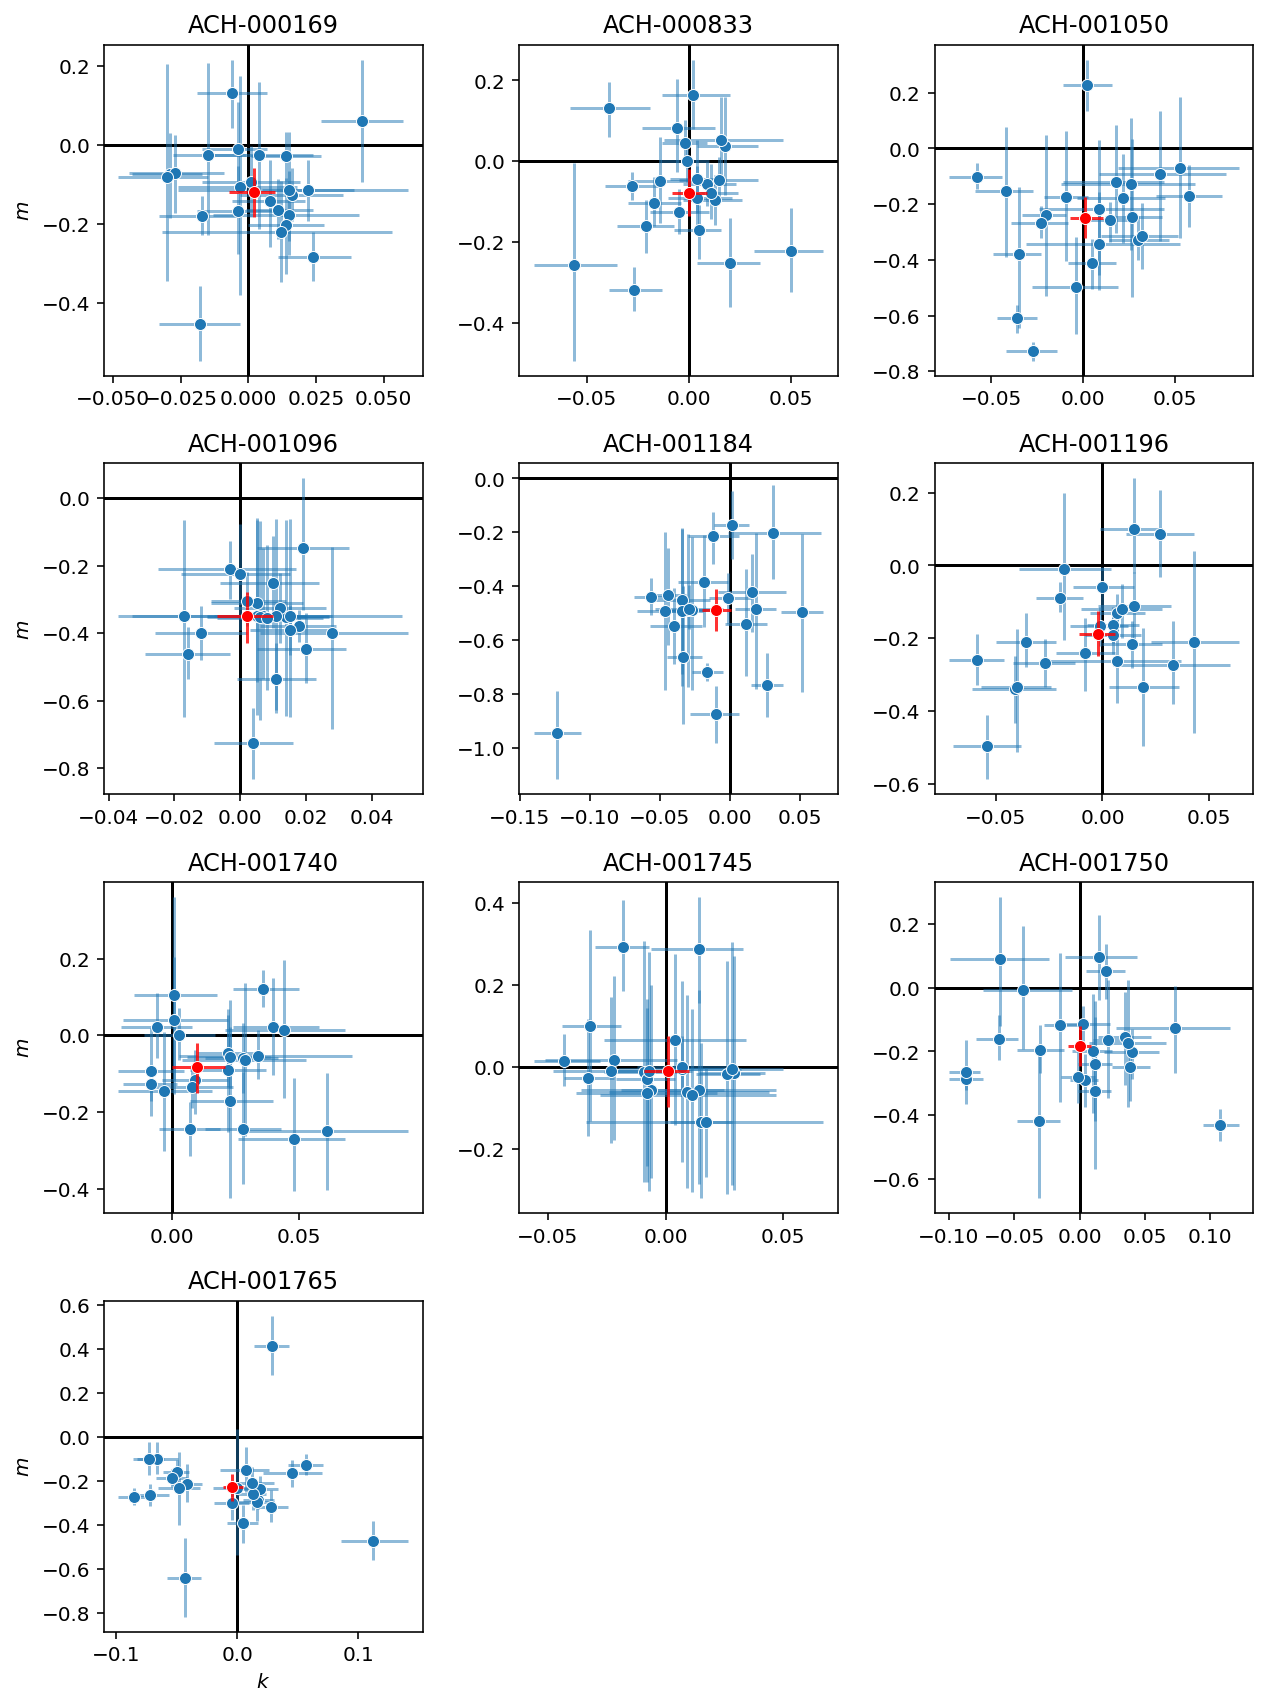 ACH-000169 ACH-000833 ACH-001050
0.2 0.2 0.2
0.0 0.0 0.0
m −0.2 −0.2 −0.2
−0.4 −0.4 −0.4
−0.6
−0.8
−0.050 −0.025 0.000 0.025 0.050 −0.05 0.00 0.05 −0.05 0.00 0.05
ACH-001096 ACH-001184 ACH-001196
0.0 0.0 0.2
−0.2 −0.2 0.0
m −0.4 −0.4 −0.2
−0.6 −0.6 −0.4
−0.8 −0.8 −0.6
−1.0
−0.04 −0.02 0.00 0.02 0.04 −0.15 −0.10 −0.05 0.00 0.05 −0.05 0.00 0.05
ACH-001740 ACH-001745 ACH-001750
0.2 0.4 0.2
0.0 0.2 0.0
m −0.2 0.0 −0.2
−0.4 −0.2 −0.4
−0.6
0.00 0.05 −0.05 0.00 0.05 −0.10 −0.05 0.00 0.05 0.10
ACH-001765
0.6
0.4
0.2
0.0
m −0.2
−0.4
−0.6
−0.8
−0.1 0.0 0.1
k